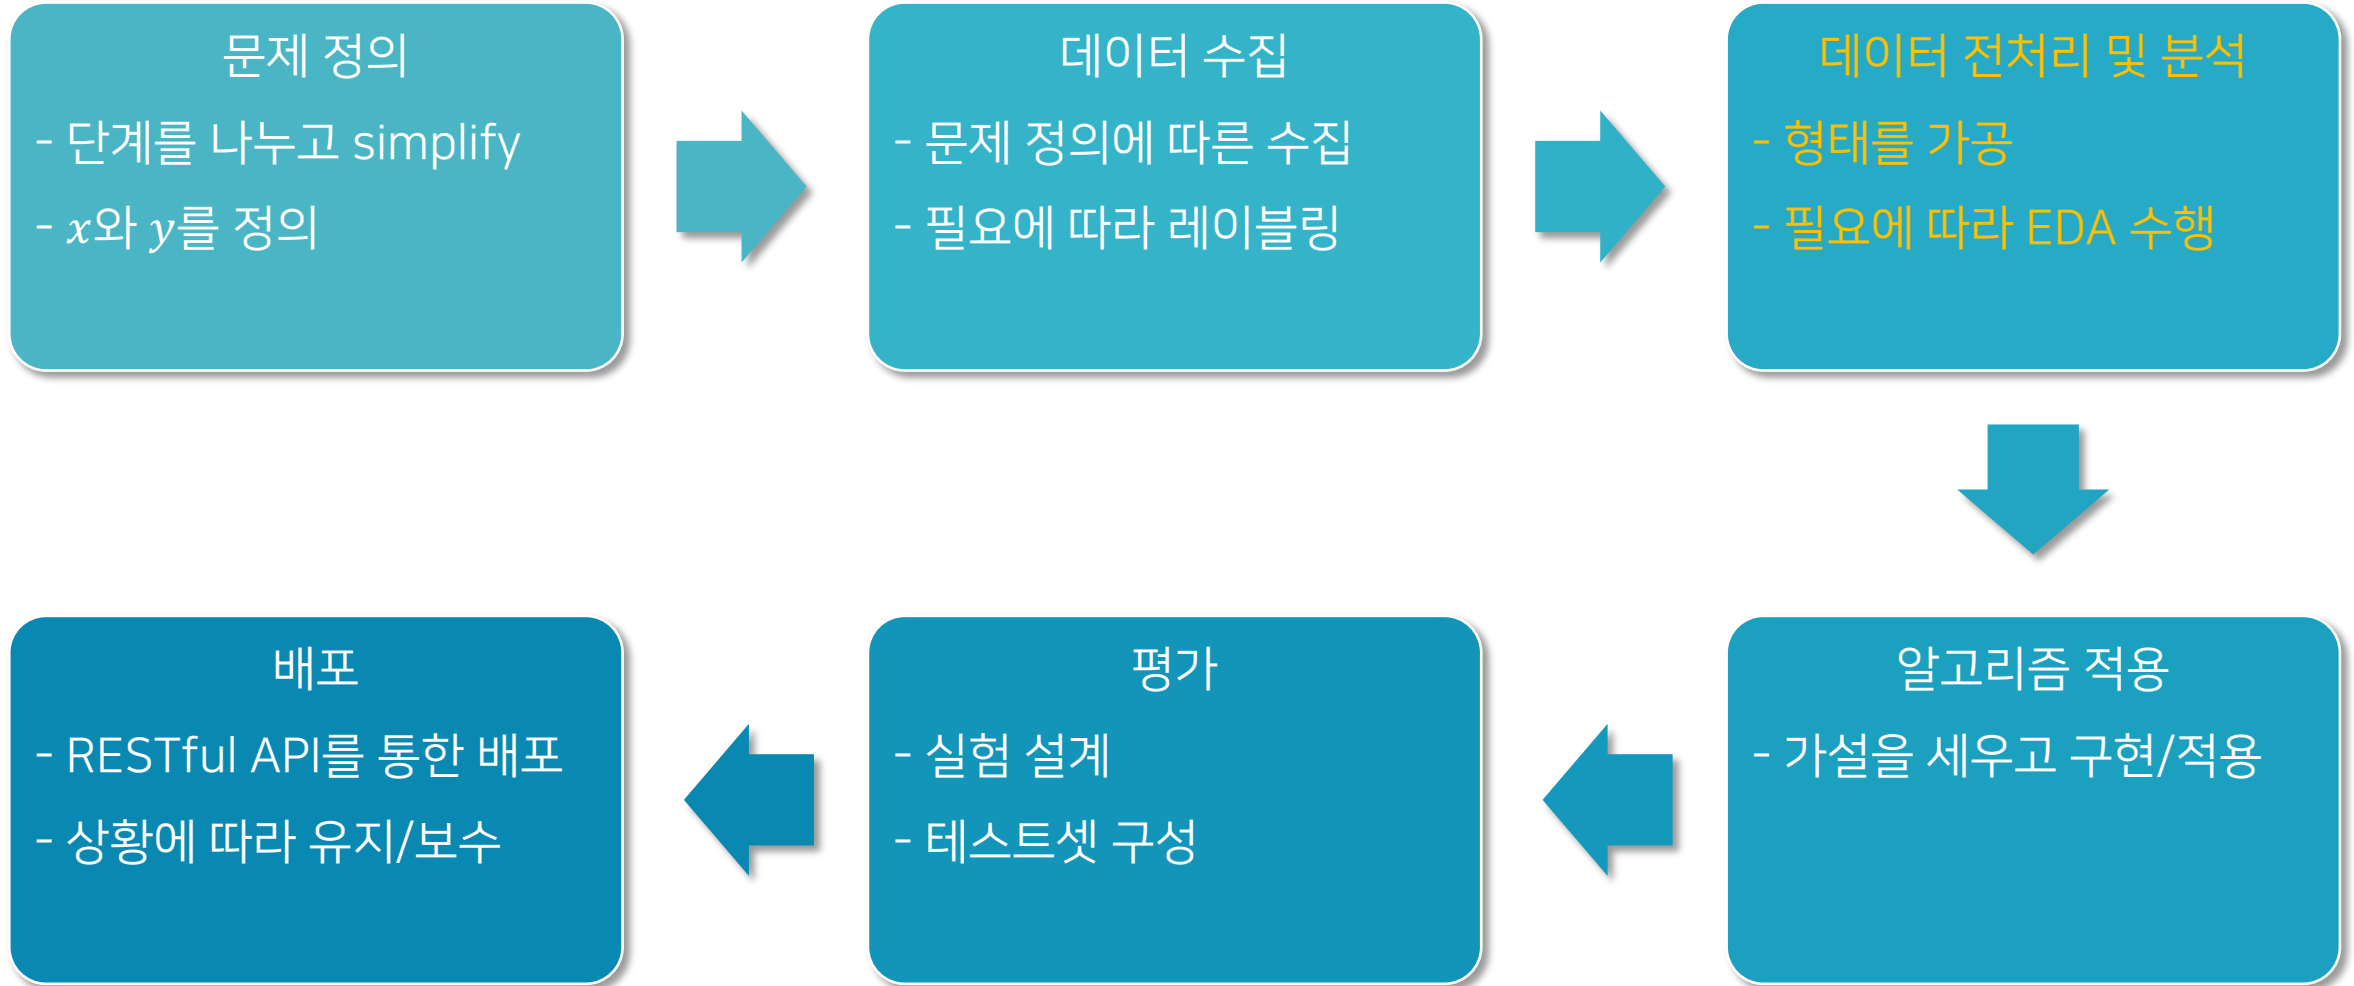 문제 정의
- 단계를 나누고 simplify
- x와 y를 정의
데이터 수집
- 문제 정의에 따른 수집
- 필요에 따라 레이블링
데이터 전처리 및 분석
- 형태를 가공
- 필요에 따라 EDA 수행
알고리즘 적용
- 가설을 세우고 구현/적용
평가
- 실험 설계
- 테스트셋 구성
배포
- RESTful API를 통한 배포
- 상황에 따라 유지/보수